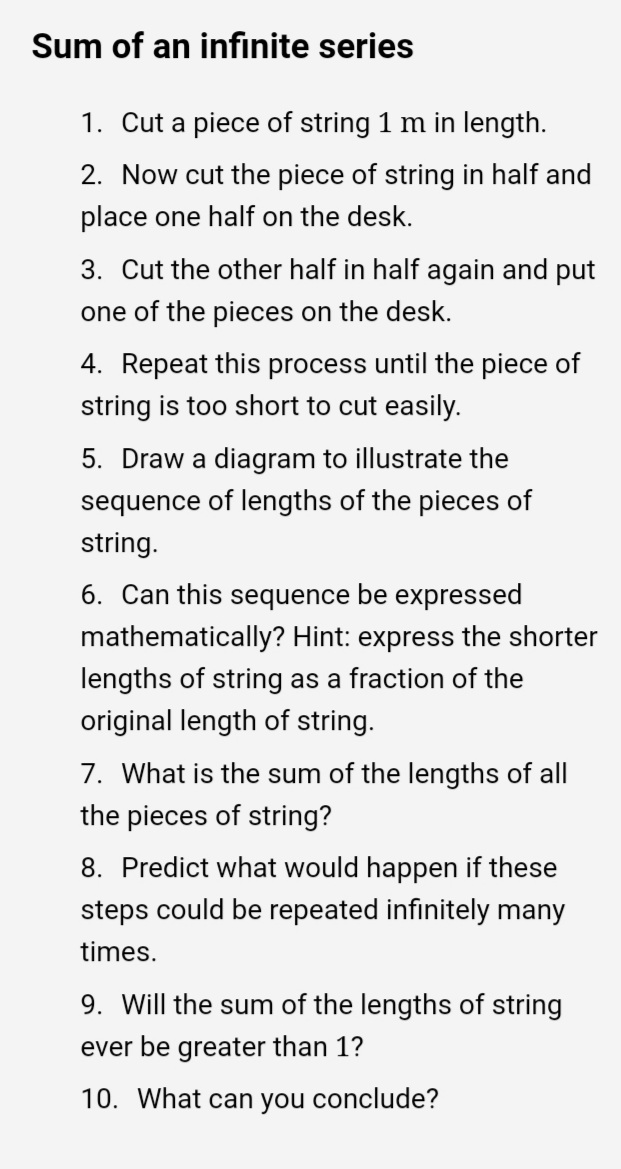 Sum of an infinite series
1. Cut a piece of string 1 m in length.
2. Now cut the piece of string in half and
place one half on the desk.
3. Cut the other half in half again and put
one of the pieces on the desk.
4. Repeat this process until the piece of
string is too short to cut easily.
5. Draw a diagram to illustrate the
sequence of lengths of the pieces of
string.
6. Can this sequence be expressed
mathematically? Hint: express the shorter
lengths of string as a fraction of the
original length of string.
7. What is the sum of the lengths of all
the pieces of string?
8. Predict what would happen if these
steps could be repeated infinitely many
times.
9. Will the sum of the lengths of string
ever be greater than 1?
10. What can you conclude?